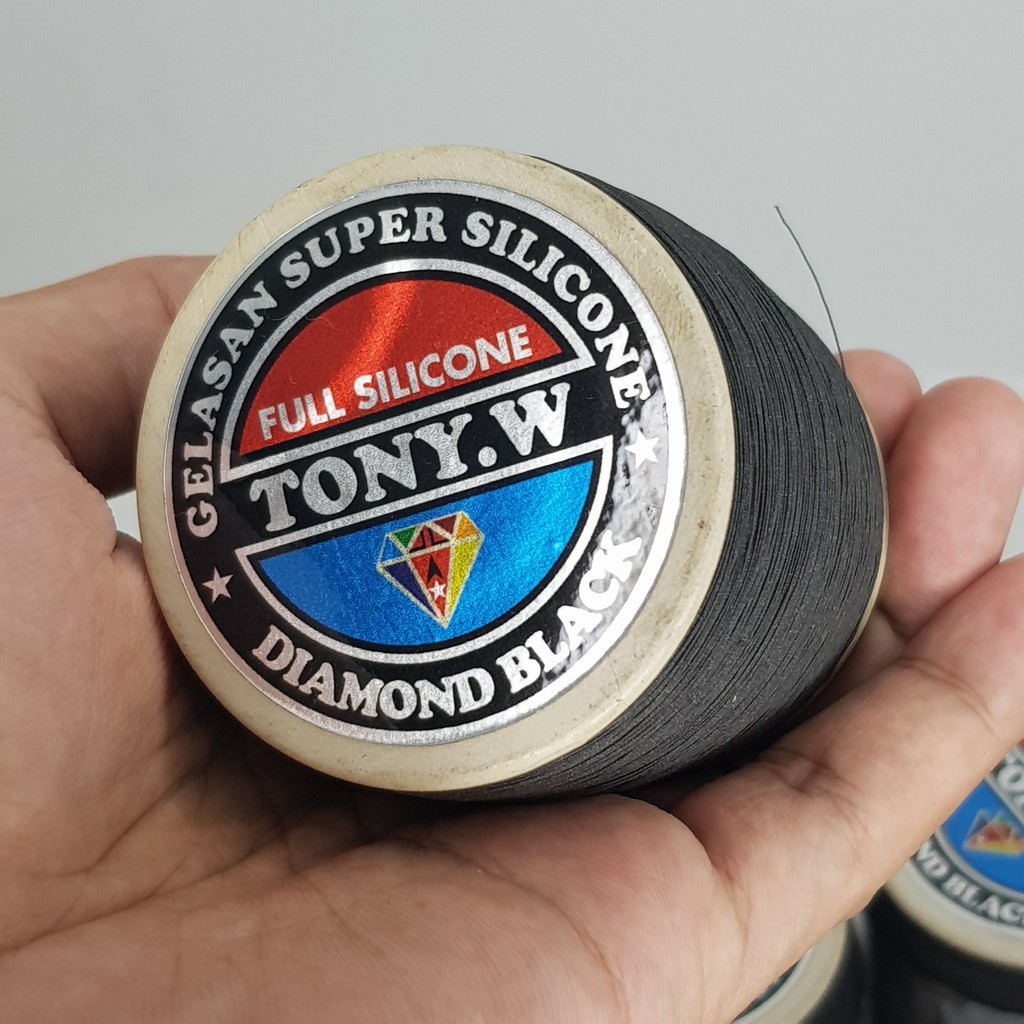 GELASAN SUPER SILICONE
FULL SILICONE
TONY.W
DIAMOND BLACK